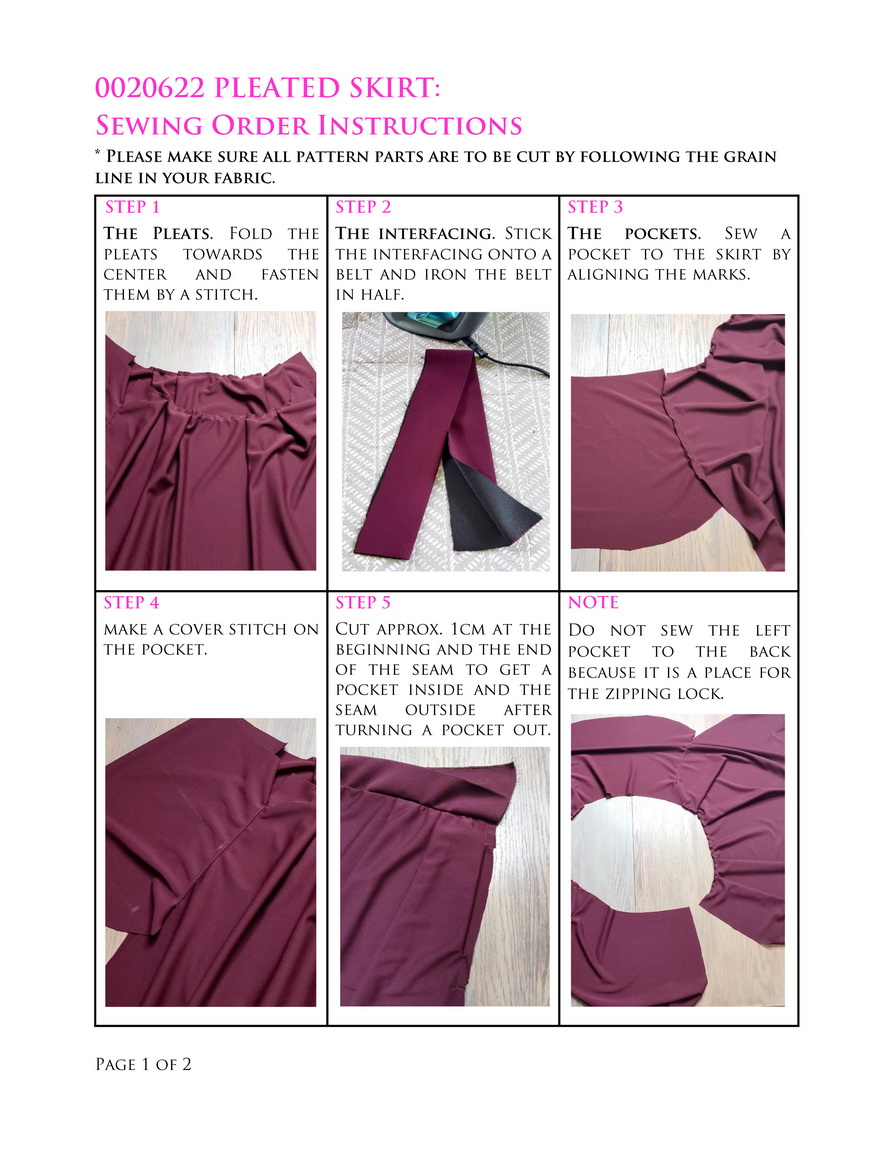 0020622 PLEATED SKIRT:
SEWING ORDER INSTRUCTIONS
* PLEASE MAKE SURE ALL PATTERN PARTS ARE TO BE CUT BY FOLLOWING THE GRAIN
LINE IN YOUR FABRIC.
STEP 1
THE PLEATS. FOLD THE
PLEATS TOWARDS THE
CENTER AND FASTEN
THEM BY A STITCH.
STEP 2
THE INTERFACING. STICK
THE INTERFACING ONTO A
BELT AND IRON THE BELT
IN HALF.
STEP 3
THE POCKETS. SEW A
POCKET TO THE SKIRT BY
ALIGNING THE MARKS.
STEP 4
MAKE A COVER STITCH ON
THE POCKET.
STEP 5
CUT APPROX. 1CM AT THE
BEGINNING AND THE END
OF THE SEAM TO GET A
POCKET INSIDE AND THE
SEAM OUTSIDE AFTER
TURNING A POCKET OUT.
NOTE
DO NOT SEW THE LEFT
POCKET TO THE BACK
BECAUSE IT IS A PLACE FOR
THE ZIPPING LOCK.
PAGE 1 OF 2